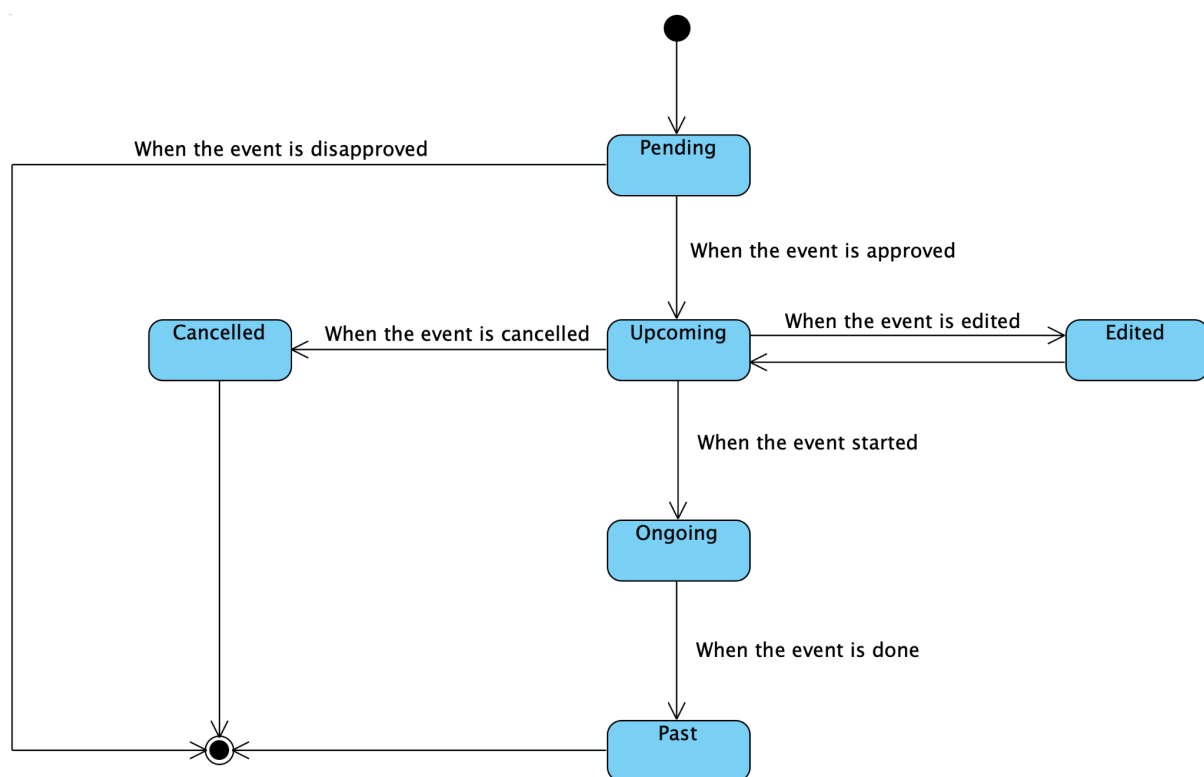 When the event is disapproved
Pending
When the event is approved
Cancelled
When the event is cancelled
Upcoming
When the event is edited
Edited
When the event started
Ongoing
When the event is done
Past